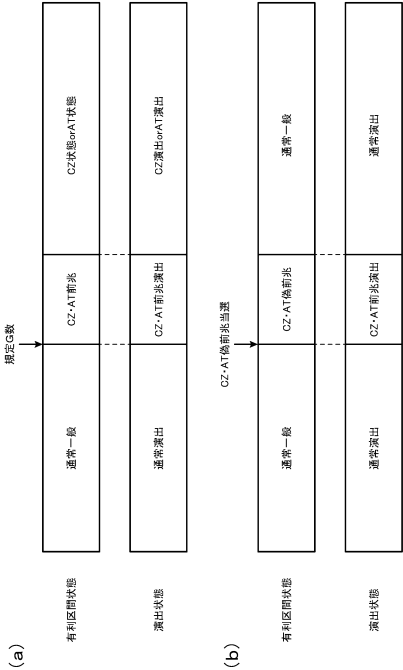 (a)
規定G数
有利区間状態
通常一般
CZ・AT前兆
CZ状態orAT状態
演出状態
通常演出
CZ・AT前兆演出
CZ演出orAT演出
(b)
CZ・AT偽前兆当選
有利区間状態
通常一般
CZ・AT偽前兆
通常一般
演出状態
通常演出
CZ・AT前兆演出
通常演出